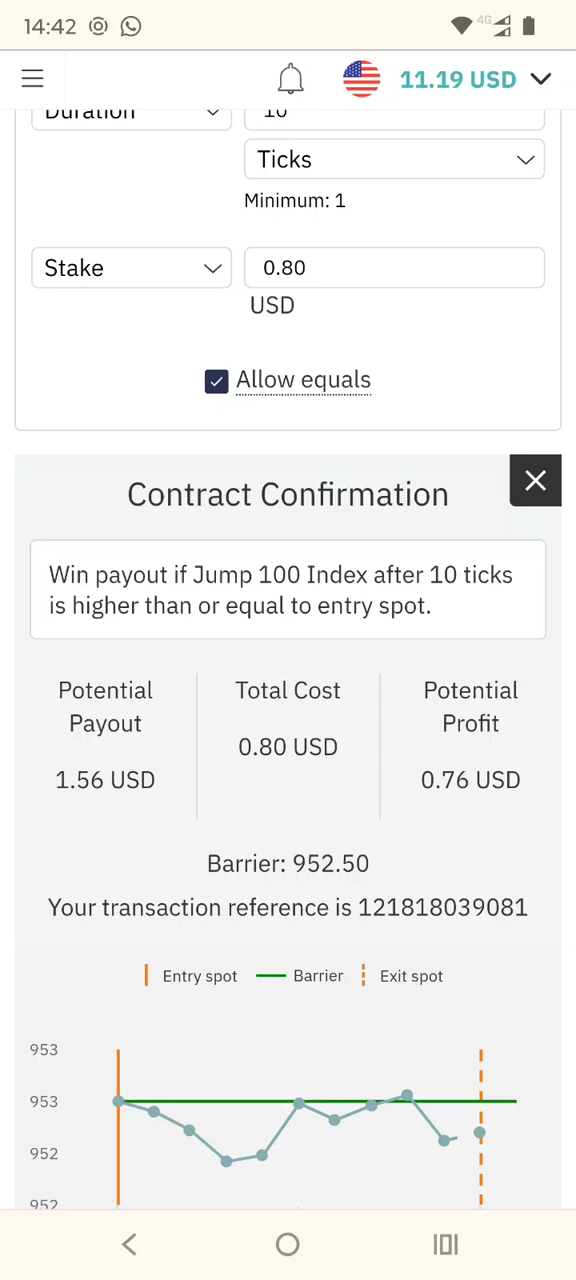 14:42
4G
11.19 USD
Duration
10
Ticks
Minimum: 1
Stake
0.80
USD
Allow equals
Contract Confirmation
Win payout if Jump 100 Index after 10 ticks
is higher than or equal to entry spot.
Potential
Payout
1.56 USD
Total Cost
0.80 USD
Potential
Profit
0.76 USD
Barrier: 952.50
Your transaction reference is 121818039081
Entry spot
Barrier
Exit spot
953
953
952
952